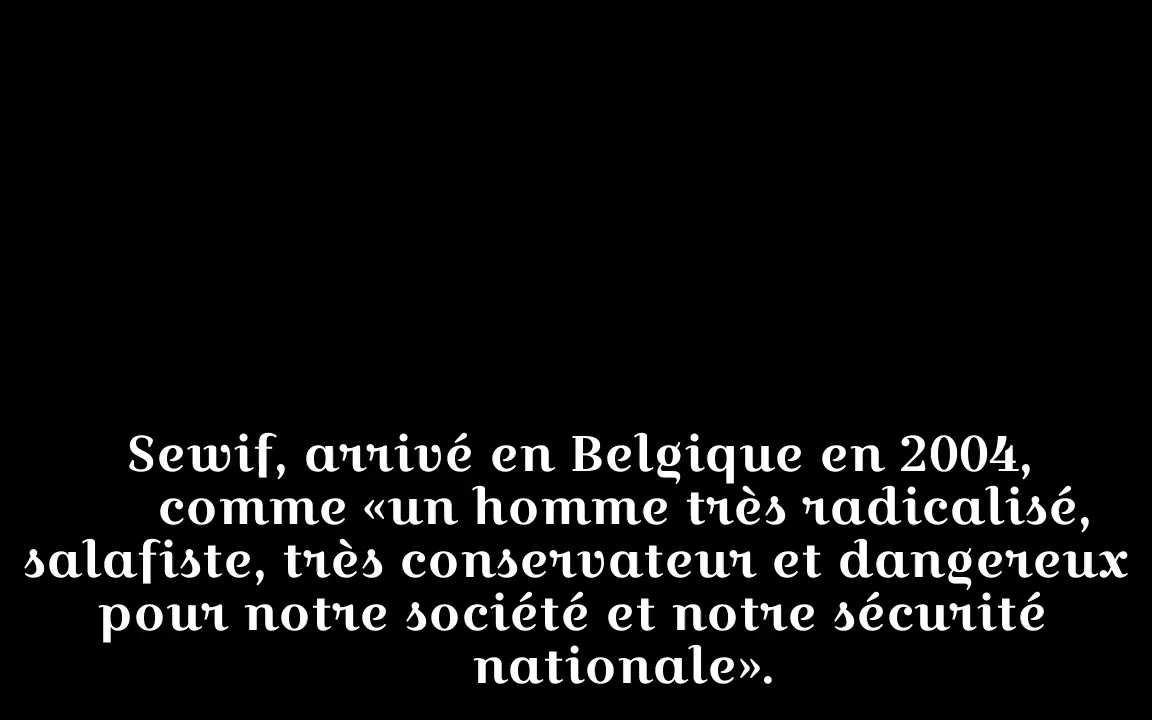 Sewif, arrivé en Belgique en 2004,
comme «un homme très radicalisé,
salafiste, très conservateur et dangereux
pour notre société et notre sécurité
nationale».